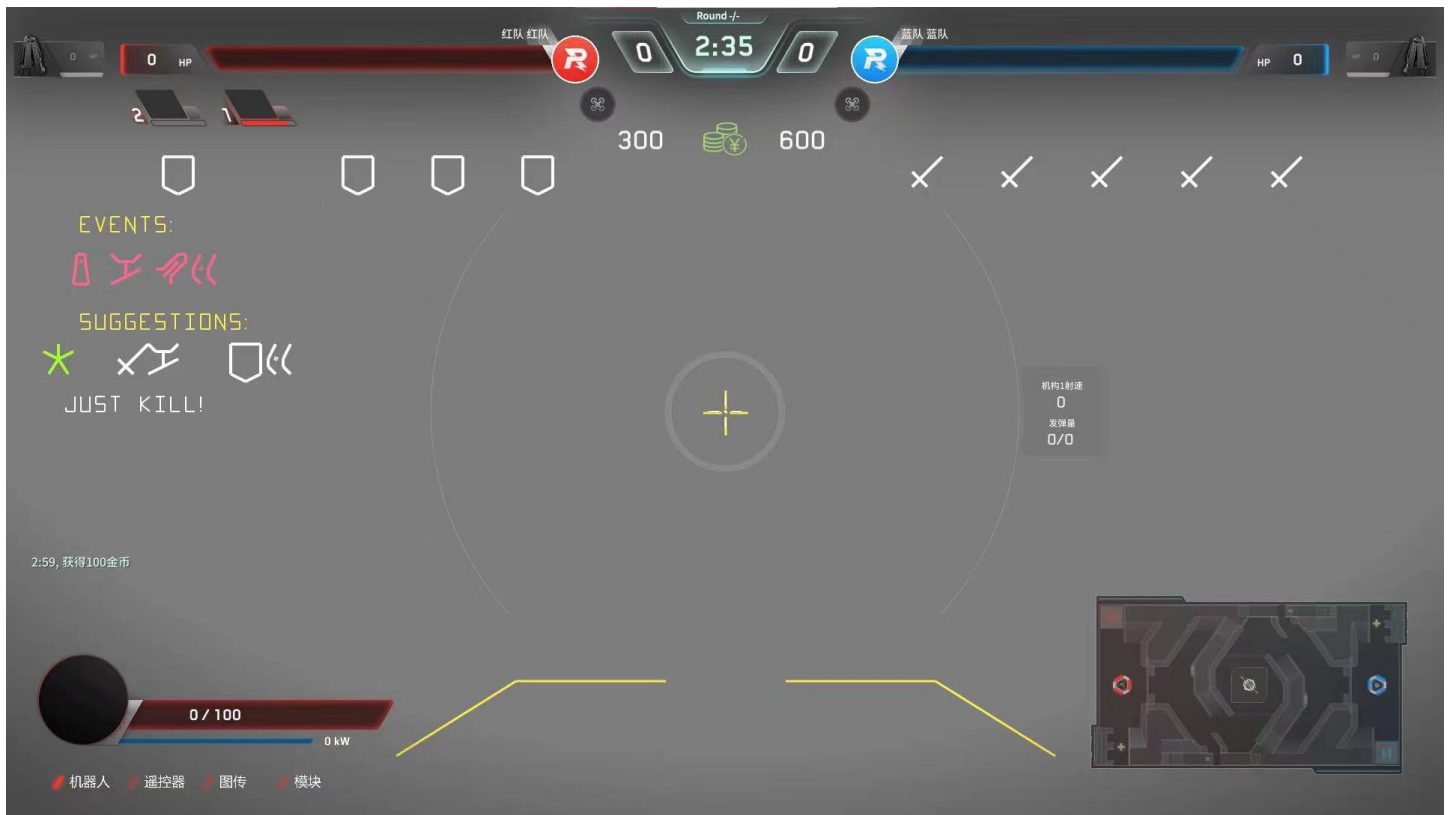 Round -/-
红队 红队
蓝队 蓝队
0 HP
0 HP
0
2:35
0
HP 0
HP 0
2
1
300
600
EVENTS:
SUGGESTIONS:
JUST KILL!
机构1射速
0
发弹量
0/0
2:59, 获得100金币
0 / 100
0 kW
机器人 遥控器 图传 模块